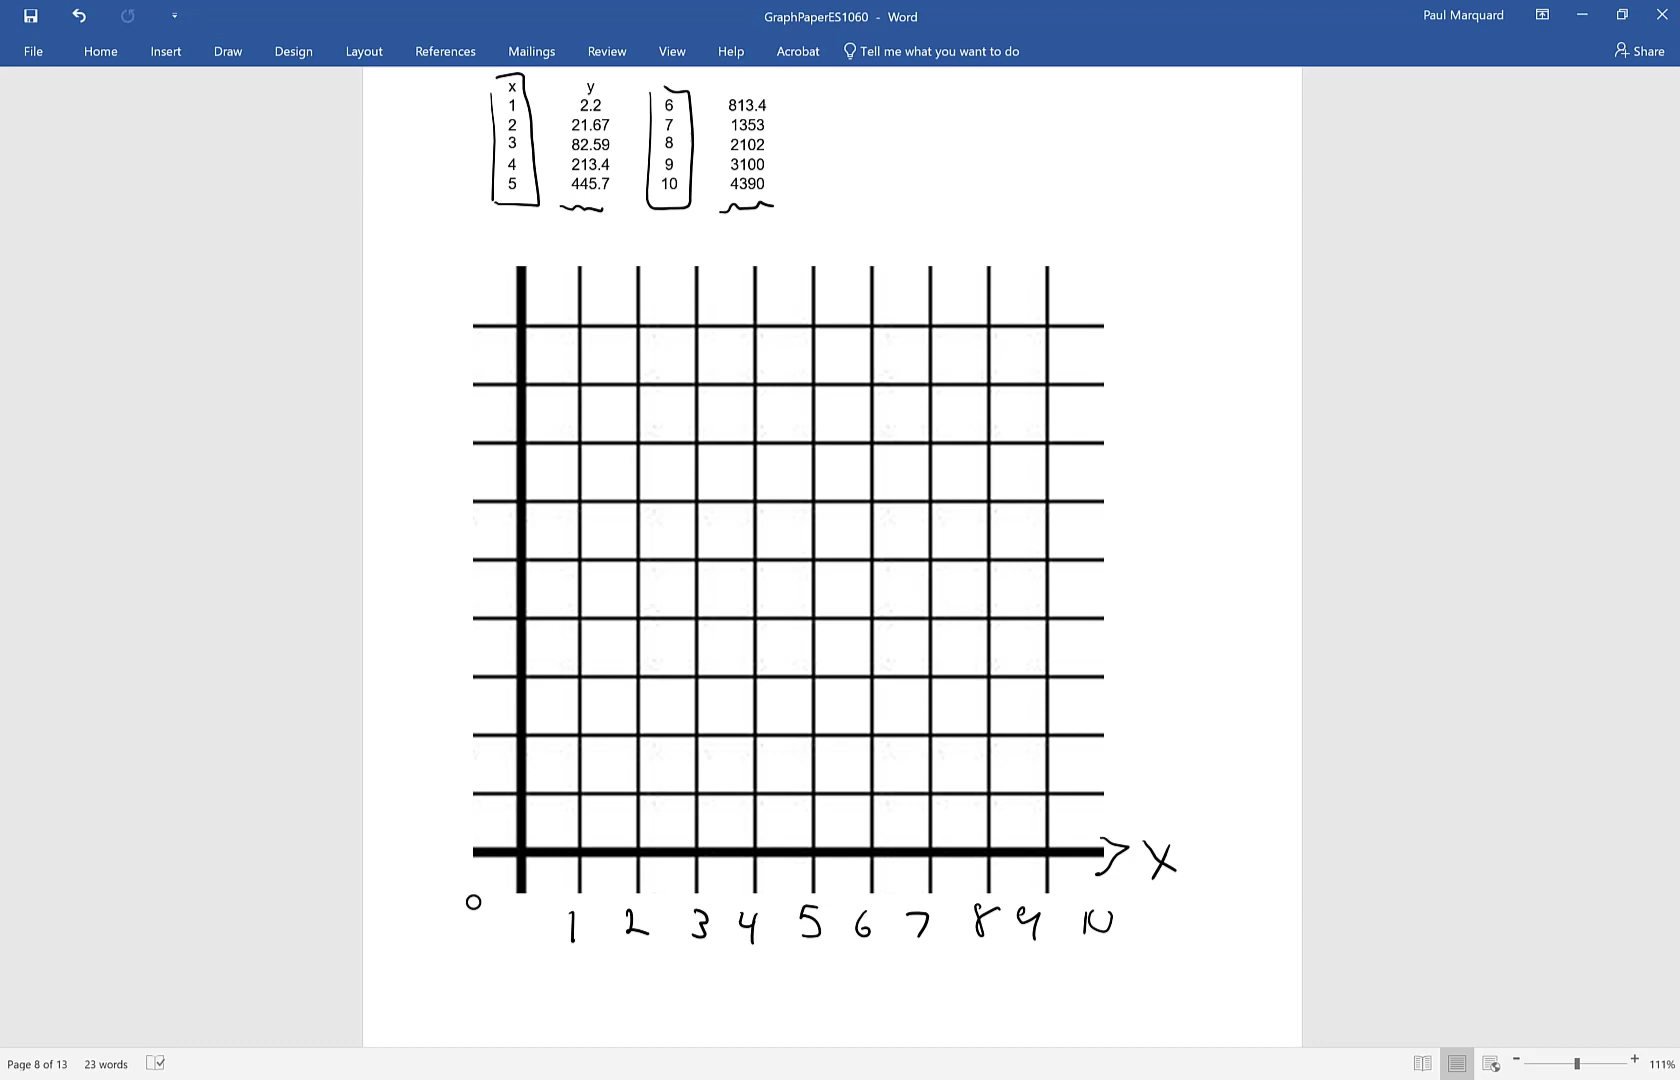 GraphPaperES1060 - Word
Paul Marquard
File Home Insert Draw Design Layout References Mailings Review View Help Acrobat Tell me what you want to do Share
x y
1 2.2 6 813.4
2 21.67 7 1353
3 82.59 8 2102
4 213.4 9 3100
5 445.7 10 4390
X
0 1 2 3 4 5 6 7 8 9 10
Page 8 of 13 23 words 111%